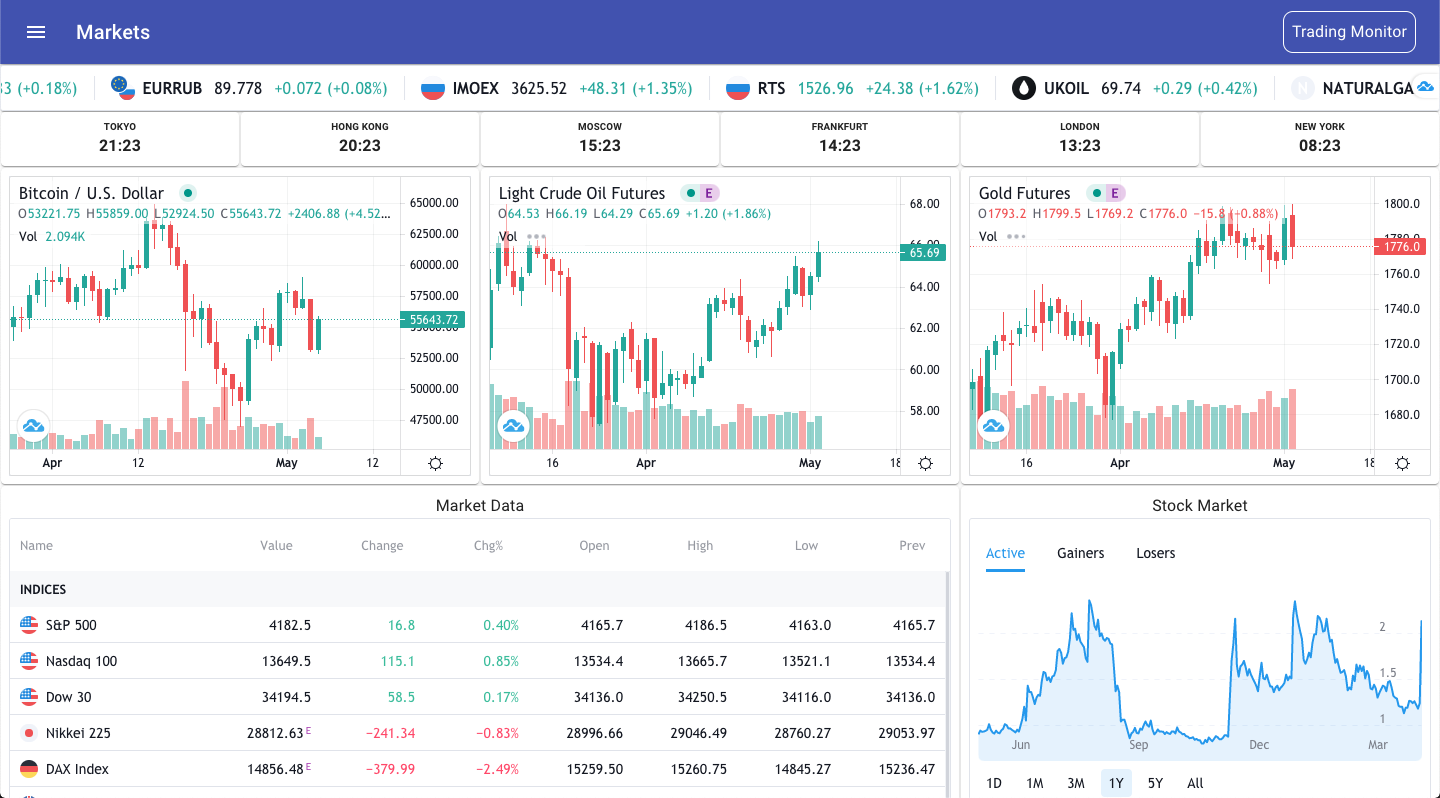 Markets
Trading Monitor
33 (+0.18%) EURRUB 89.778 +0.072 (+0.08%) IMOEX 3625.52 +48.31 (+1.35%) RTS 1526.96 +24.38 (+1.62%) UKOIL 69.74 +0.29 (+0.42%) N NATURALGA
TOKYO
21:23
HONG KONG
20:23
MOSCOW
15:23
FRANKFURT
14:23
LONDON
13:23
NEW YORK
08:23
Bitcoin / U.S. Dollar
O53221.75 H55859.00 L52924.50 C55643.72 +2406.88 (+4.52...
Vol 2.094K
65000.00
62500.00
60000.00
57500.00
55643.72
55000.00
52500.00
50000.00
47500.00
Apr 12 May 12
Light Crude Oil Futures E
O64.53 H66.19 L64.29 C65.69 +1.20 (+1.86%)
Vol
68.00
66.00
65.69
64.00
62.00
60.00
58.00
16 Apr May 18
Gold Futures E
O1793.2 H1799.5 L1769.2 C1776.0 −15.8 (−0.88%)
Vol
1800.0
1780.0
1776.0
1760.0
1740.0
1720.0
1700.0
1680.0
16 Apr May 18
Market Data
Name Value Change Chg% Open High Low Prev
INDICES
S&P 500 4182.5 16.8 0.40% 4165.7 4186.5 4163.0 4165.7
Nasdaq 100 13649.5 115.1 0.85% 13534.4 13665.7 13521.1 13534.4
Dow 30 34194.5 58.5 0.17% 34136.0 34250.5 34116.0 34136.0
Nikkei 225 28812.63 E −241.34 −0.83% 28996.66 29046.49 28760.27 29053.97
DAX Index 14856.48 E −379.99 −2.49% 15259.50 15260.75 14845.27 15236.47
Stock Market
Active Gainers Losers
2
1.5
1
Jun Sep Dec Mar
1D 1M 3M 1Y 5Y All